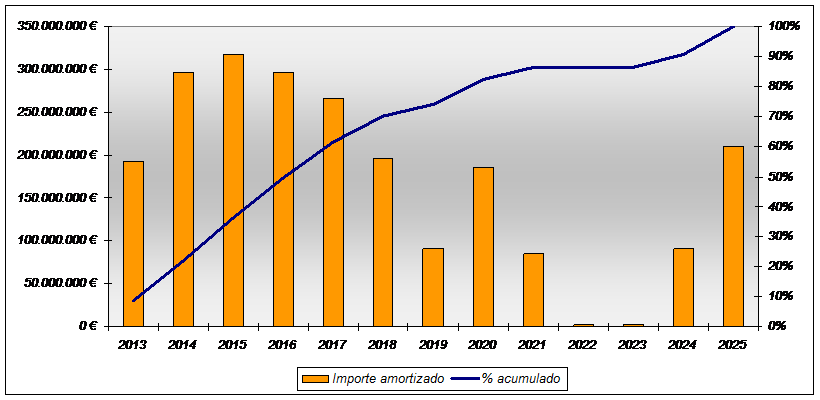 350.000.000 € 100%
300.000.000 € 90%
250.000.000 € 80%
200.000.000 € 70%
150.000.000 € 60%
100.000.000 € 50%
50.000.000 € 40%
0 € 30%
20%
10%
0%
2013 2014 2015 2016 2017 2018 2019 2020 2021 2022 2023 2024 2025
Importe amortizado % acumulado